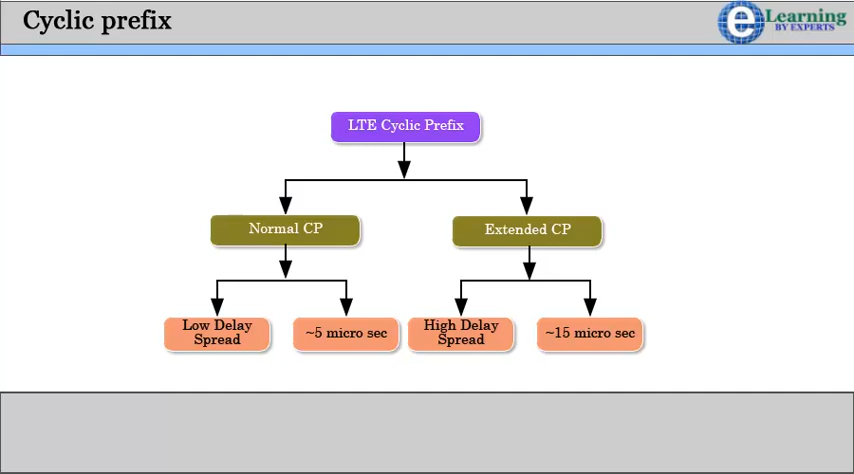 Cyclic prefix
e Learning
BY EXPERTS
LTE Cyclic Prefix
Normal CP
Extended CP
Low Delay
Spread
~5 micro sec
High Delay
Spread
~15 micro sec